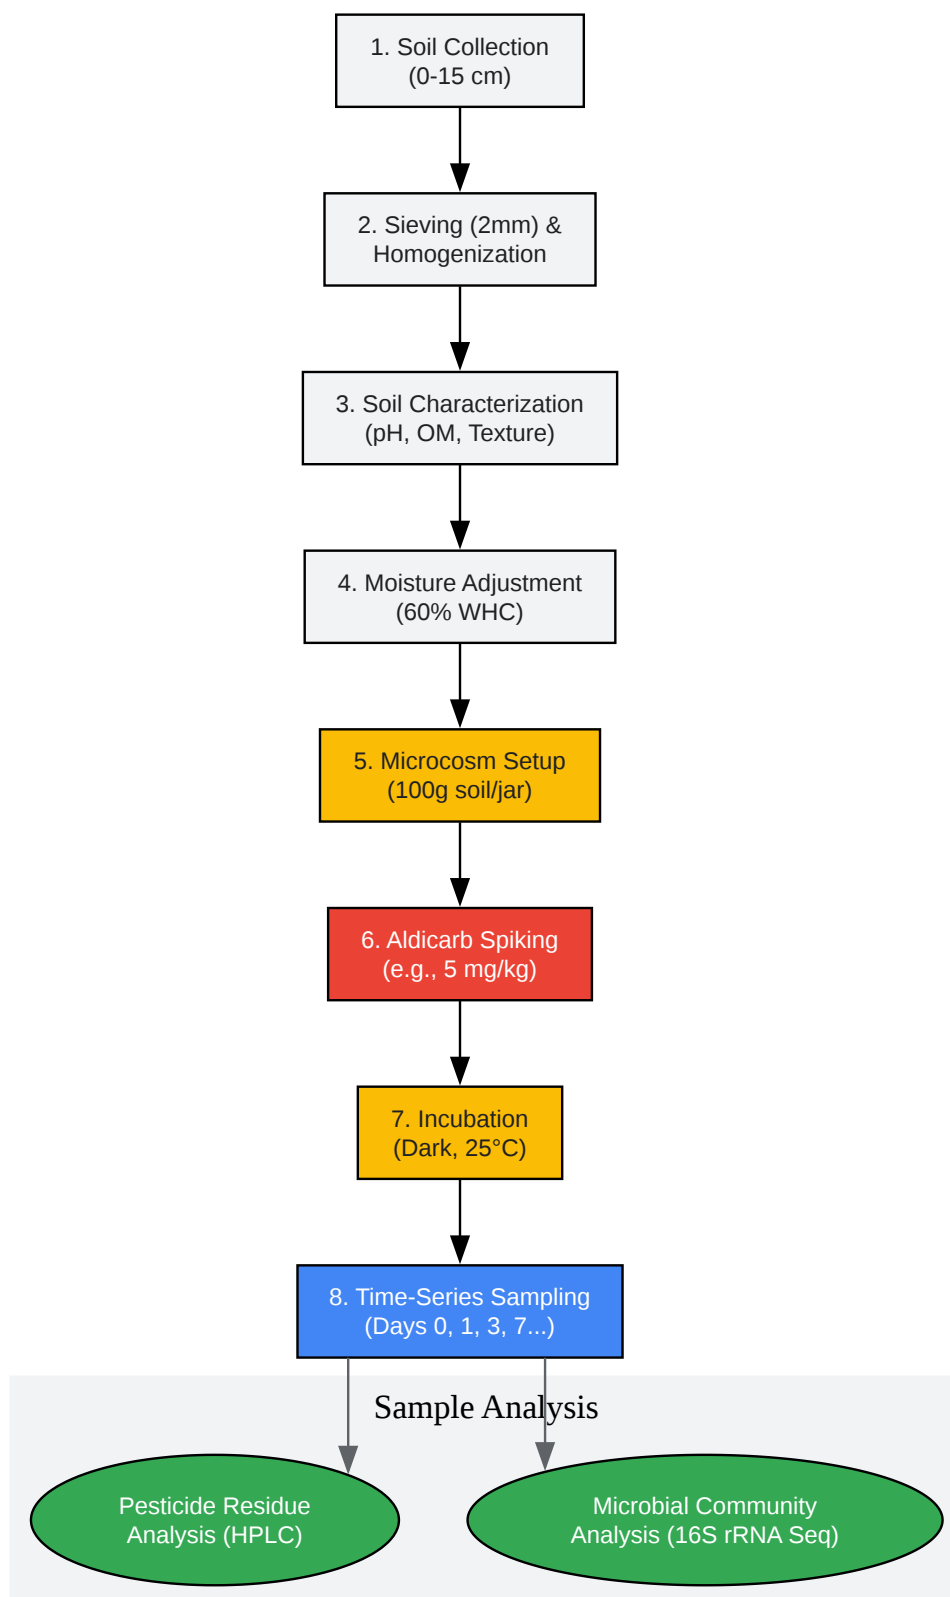 1. Soil Collection
(0-15 cm)
2. Sieving (2mm) &
Homogenization
3. Soil Characterization
(pH, OM, Texture)
4. Moisture Adjustment
(60% WHC)
5. Microcosm Setup
(100g soil/jar)
6. Aldicarb Spiking
(e.g., 5 mg/kg)
7. Incubation
(Dark, 25°C)
8. Time-Series Sampling
(Days 0, 1, 3, 7...)
Sample Analysis
Pesticide Residue
Analysis (HPLC)
Microbial Community
Analysis (16S rRNA Seq)